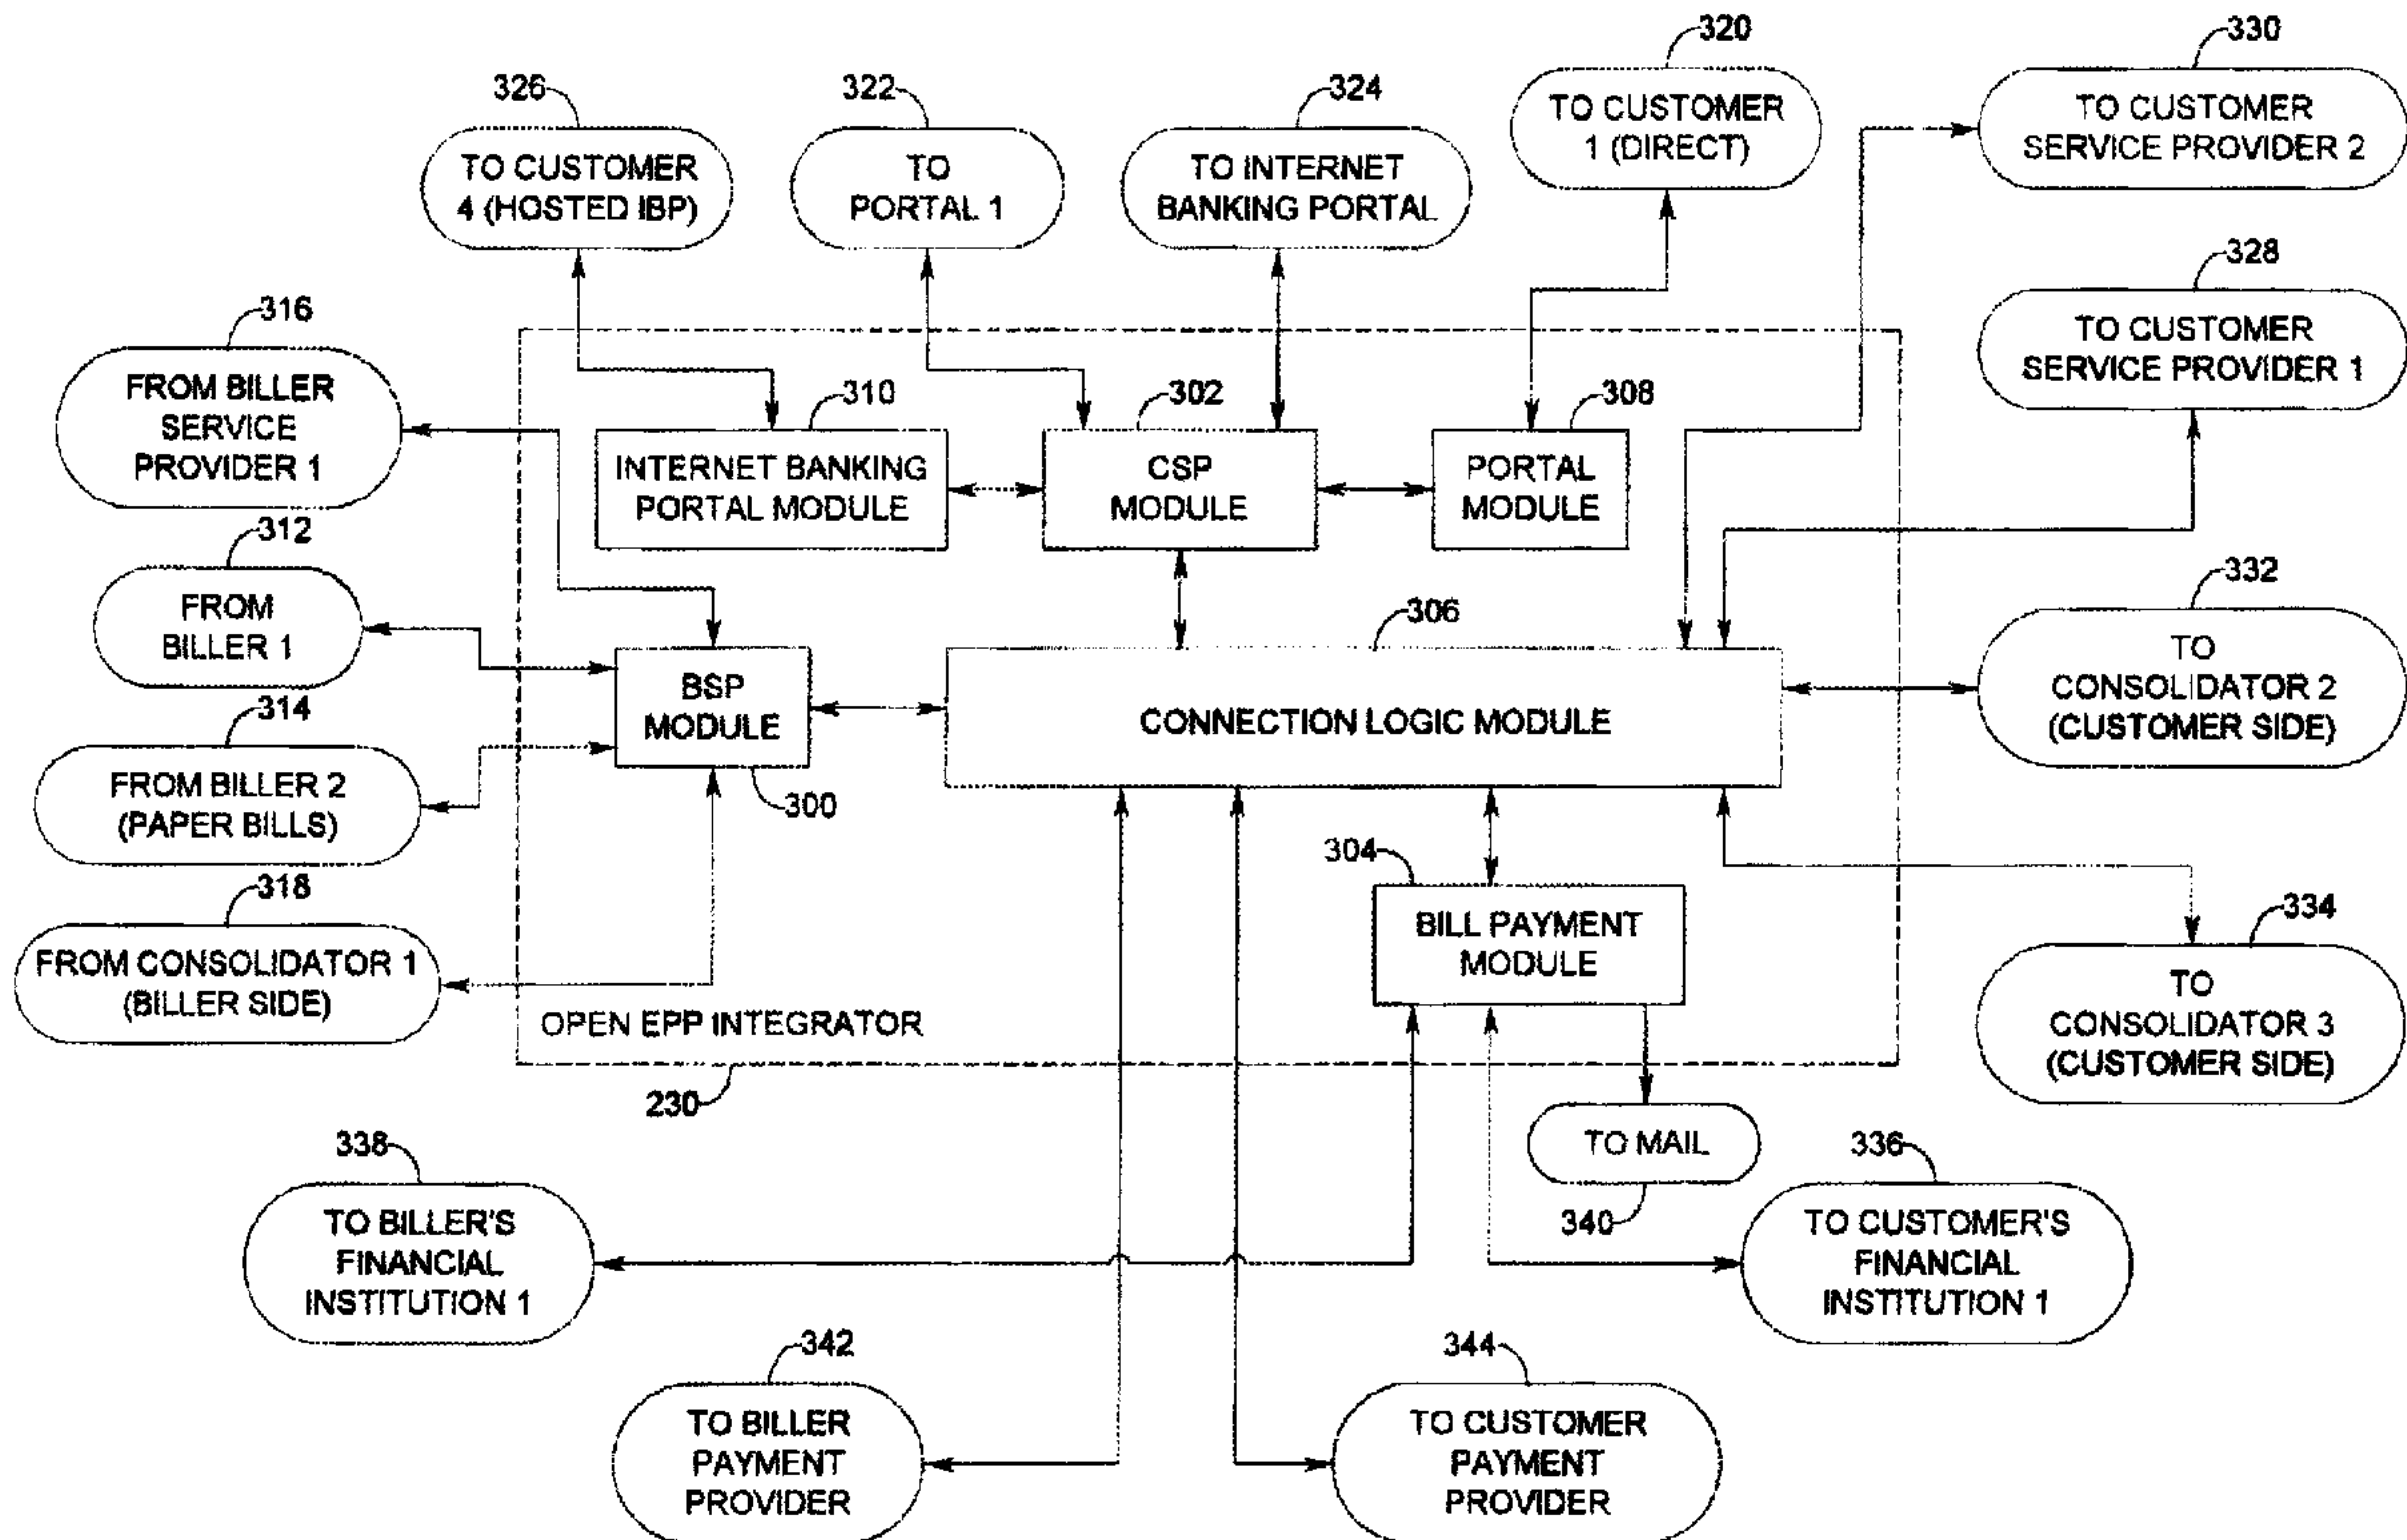 320
330
326
322
324
TO CUSTOMER
1 (DIRECT)
TO CUSTOMER
SERVICE PROVIDER 2
TO CUSTOMER
4 (HOSTED IBP)
TO
PORTAL 1
TO INTERNET
BANKING PORTAL
328
316
TO CUSTOMER
SERVICE PROVIDER 1
FROM BILLER
SERVICE
PROVIDER 1
310
302
308
INTERNET BANKING
PORTAL MODULE
CSP
MODULE
PORTAL
MODULE
312
332
FROM
BILLER 1
306
TO
CONSOLIDATOR 2
(CUSTOMER SIDE)
BSP
MODULE
CONNECTION LOGIC MODULE
314
FROM BILLER 2
(PAPER BILLS)
300
304
318
BILL PAYMENT
MODULE
334
FROM CONSOLIDATOR 1
(BILLER SIDE)
TO
CONSOLIDATOR 3
(CUSTOMER SIDE)
OPEN EPP INTEGRATOR
230
TO MAIL
338
336
340
TO BILLER'S
FINANCIAL
INSTITUTION 1
TO CUSTOMER'S
FINANCIAL
INSTITUTION 1
342
344
TO BILLER
PAYMENT
PROVIDER
TO CUSTOMER
PAYMENT
PROVIDER